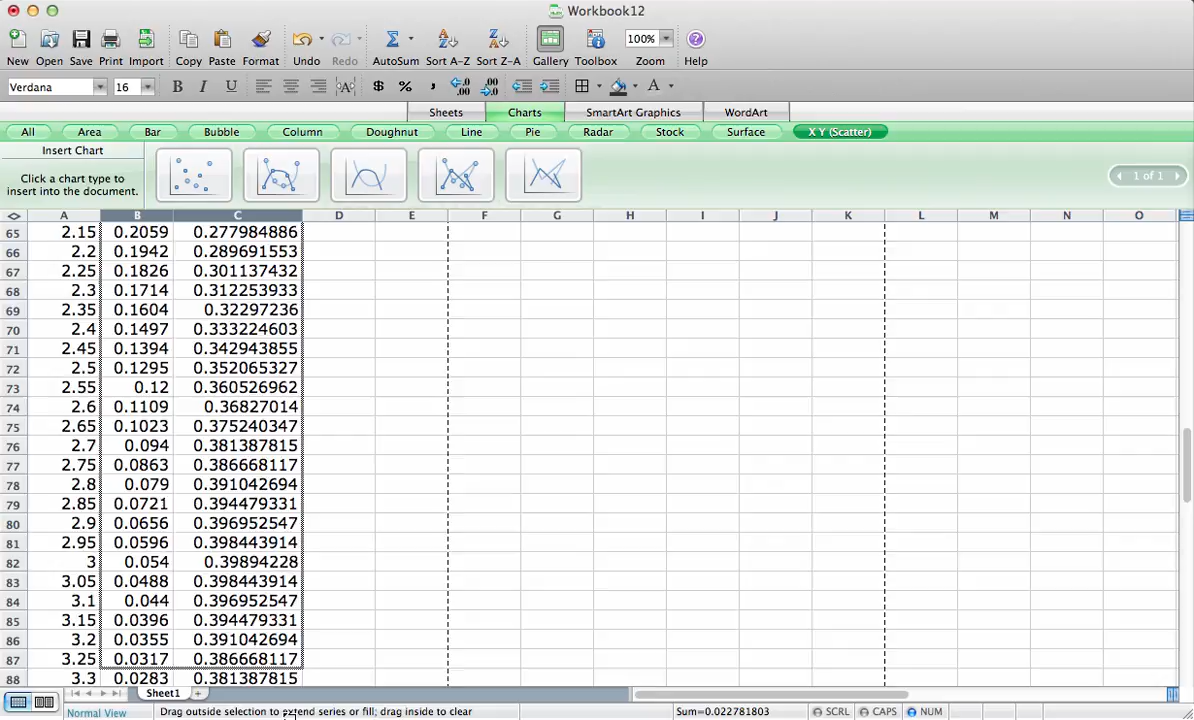 Workbook12
New Open Save Print Import Copy Paste Format Undo Redo AutoSum Sort A-Z Sort Z-A Gallery Toolbox Zoom Help
100%
Verdana 16 B I U ABC $ % , .00 .00 A
Sheets Charts SmartArt Graphics WordArt
All Area Bar Bubble Column Doughnut Line Pie Radar Stock Surface X Y (Scatter)
Insert Chart
Click a chart type to
insert into the document.
1 of 1
A B C D E F G H I J K L M N O
65 2.15 0.2059 0.277984886
66 2.2 0.1942 0.289691553
67 2.25 0.1826 0.301137432
68 2.3 0.1714 0.312253933
69 2.35 0.1604 0.32297236
70 2.4 0.1497 0.333224603
71 2.45 0.1394 0.342943855
72 2.5 0.1295 0.352065327
73 2.55 0.12 0.360526962
74 2.6 0.1109 0.36827014
75 2.65 0.1023 0.375240347
76 2.7 0.094 0.381387815
77 2.75 0.0863 0.386668117
78 2.8 0.079 0.391042694
79 2.85 0.0721 0.394479331
80 2.9 0.0656 0.396952547
81 2.95 0.0596 0.398443914
82 3 0.054 0.39894228
83 3.05 0.0488 0.398443914
84 3.1 0.044 0.396952547
85 3.15 0.0396 0.394479331
86 3.2 0.0355 0.391042694
87 3.25 0.0317 0.386668117
88 3.3 0.0283 0.381387815
Sheet1
Normal View Drag outside selection to extend series or fill; drag inside to clear Sum=0.022781803 SCRL CAPS NUM